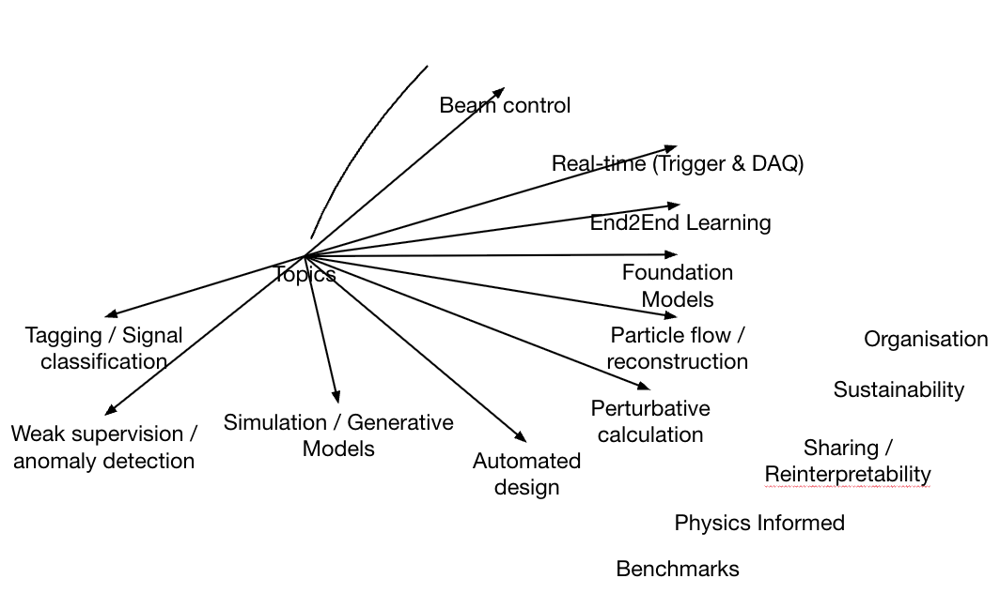 Beam control
Real-time (Trigger & DAQ)
End2End Learning
Topics
Foundation
Models
Tagging / Signal
classification
Particle flow /
reconstruction
Organisation
Sustainability
Perturbative
calculation
Simulation / Generative
Models
Weak supervision /
anomaly detection
Automated
design
Sharing /
Reinterpretability
Physics Informed
Benchmarks